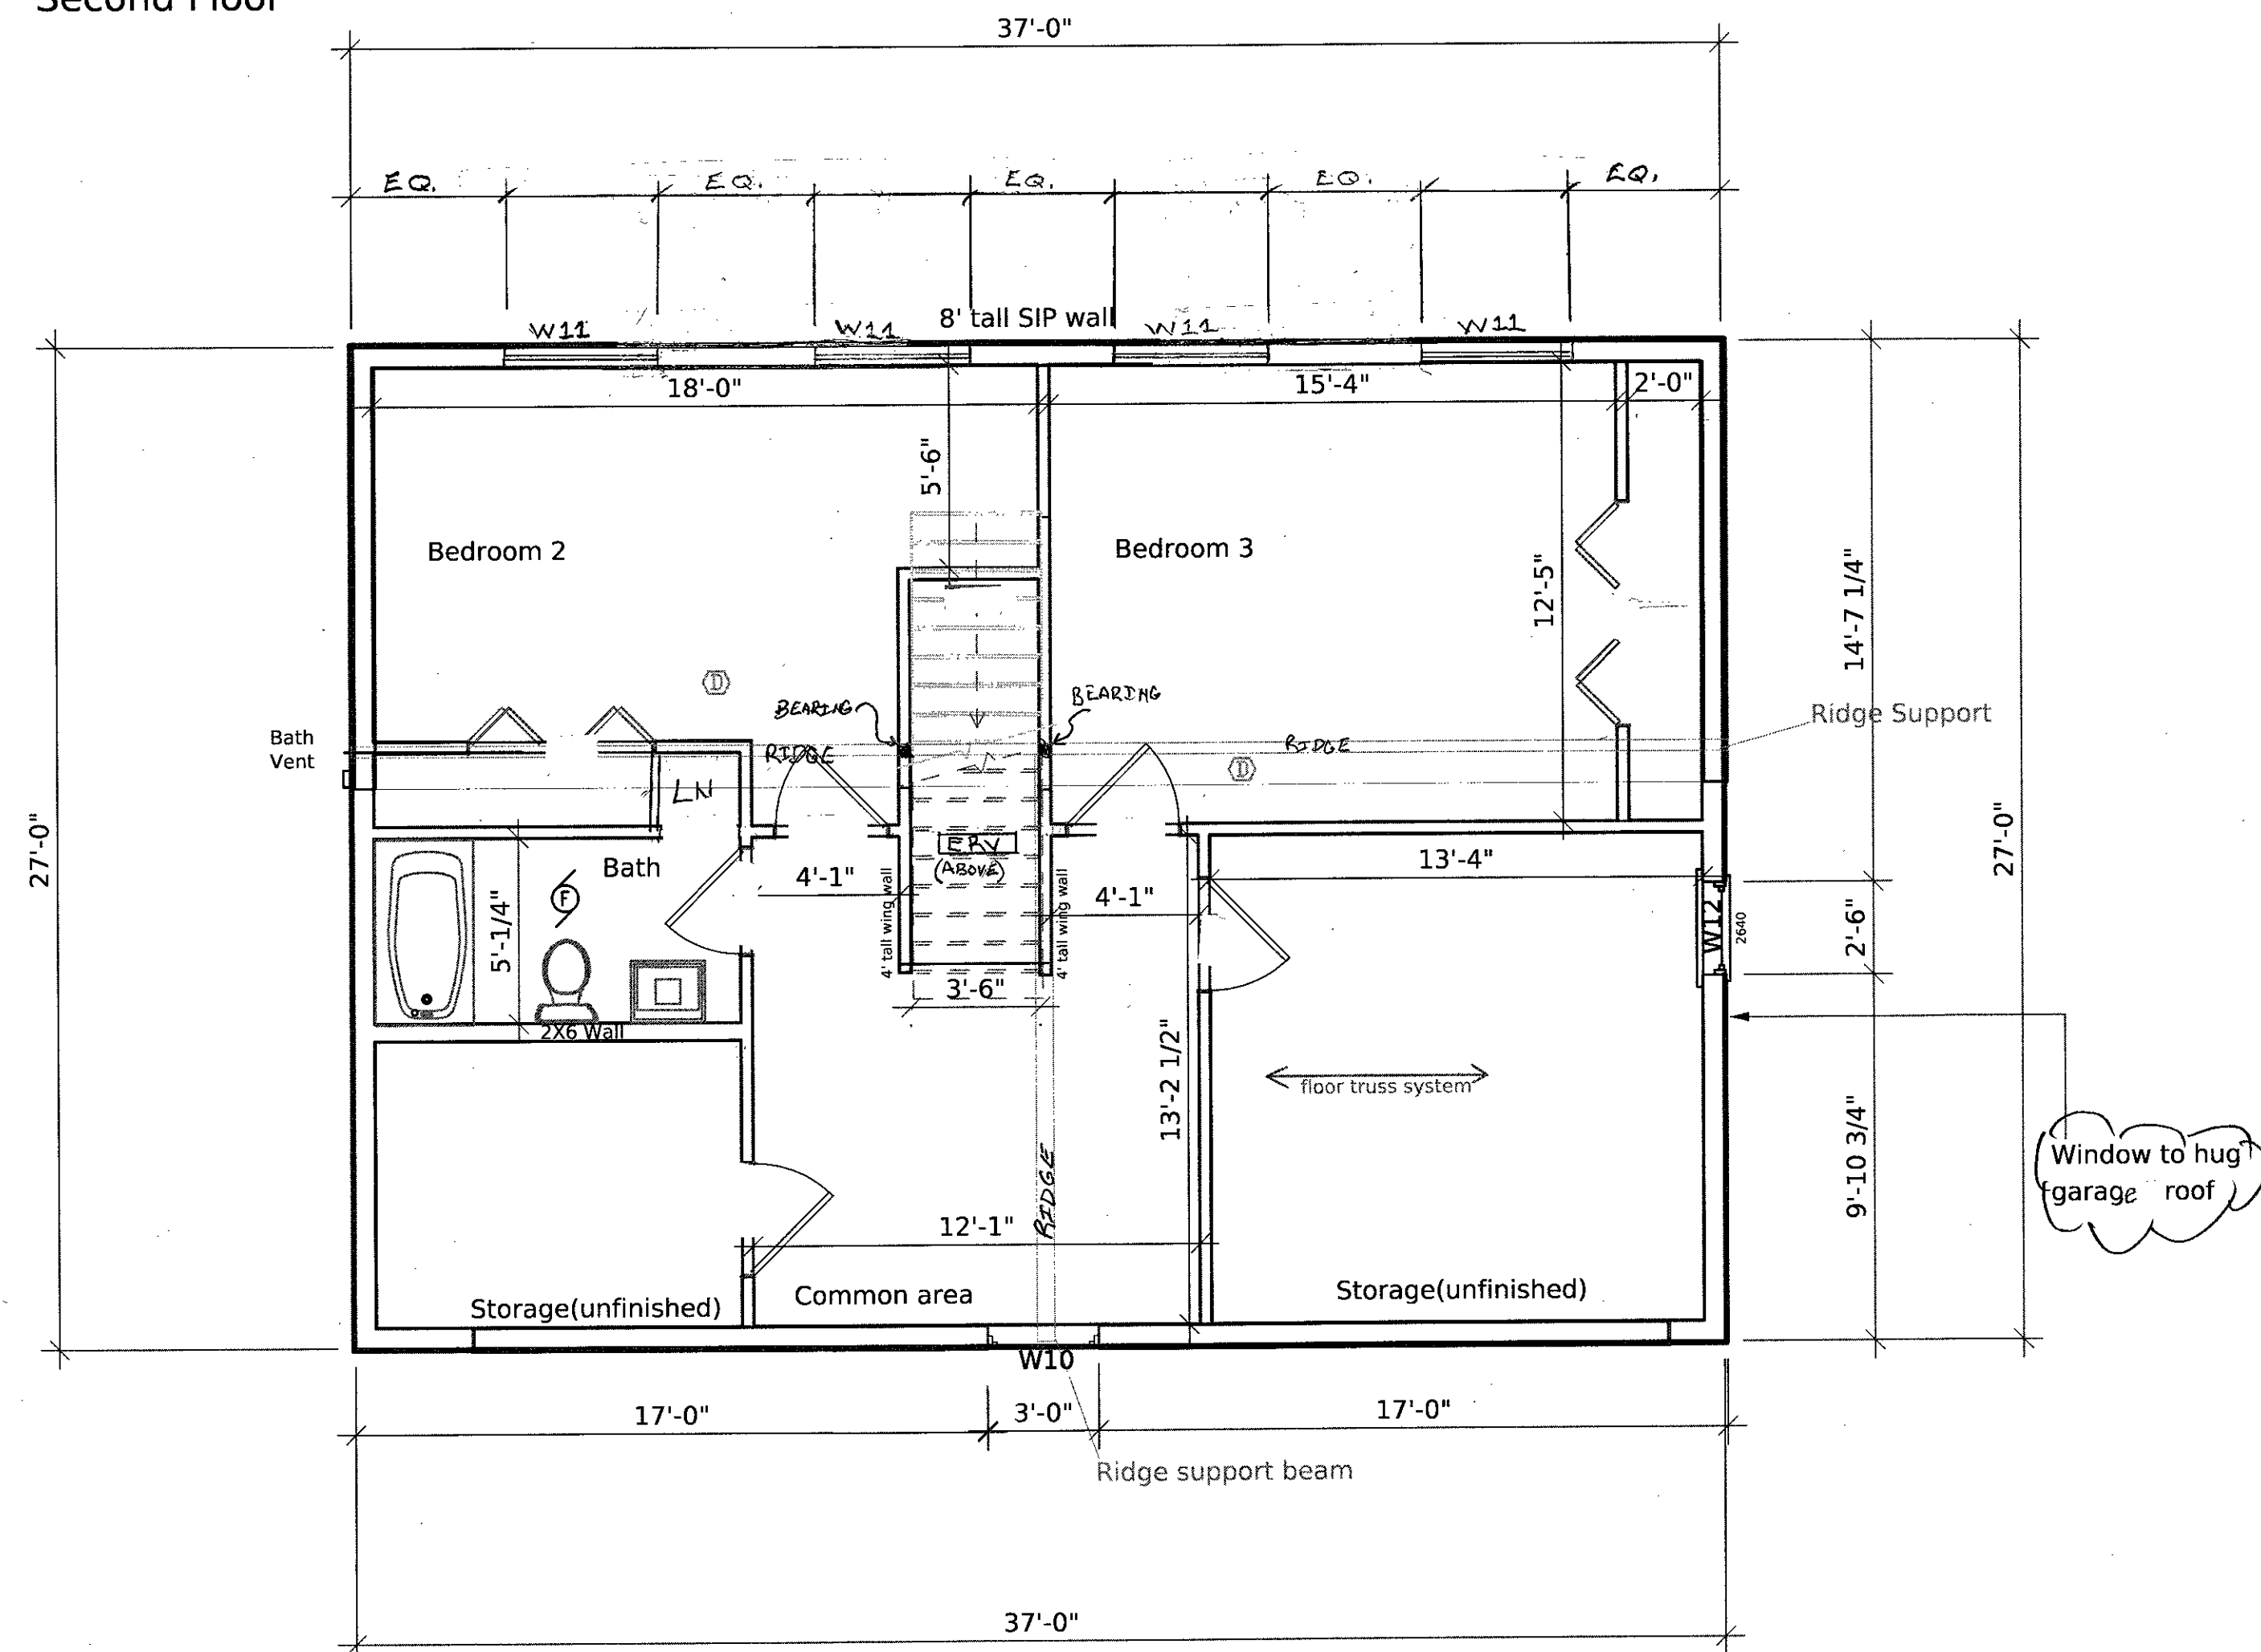 Second Floor
37'-0"
EQ.
EQ.
EQ.
EQ.
EQ.
8' tall SIP wall
W11
W11
W11
W11
18'-0"
15'-4"
2'-0"
5'-6"
Bedroom 2
Bedroom 3
12'-5"
14'-7 1/4"
D
BEARING
BEARING
Ridge Support
Bath
Vent
RIDGE
RIDGE
D
LN
27'-0"
27'-0"
ERV
(ABOVE)
Bath
4'-1"
4'-1"
13'-4"
F
5'-1/4"
4' tall wing wall
4' tall wing wall
W12
2640
2'-6"
3'-6"
2X6 Wall
13'-2 1/2"
floor truss system
RIDGE
9'-10 3/4"
Window to hug
garage roof
12'-1"
Storage(unfinished)
Common area
Storage(unfinished)
W10
17'-0"
3'-0"
17'-0"
Ridge support beam
37'-0"